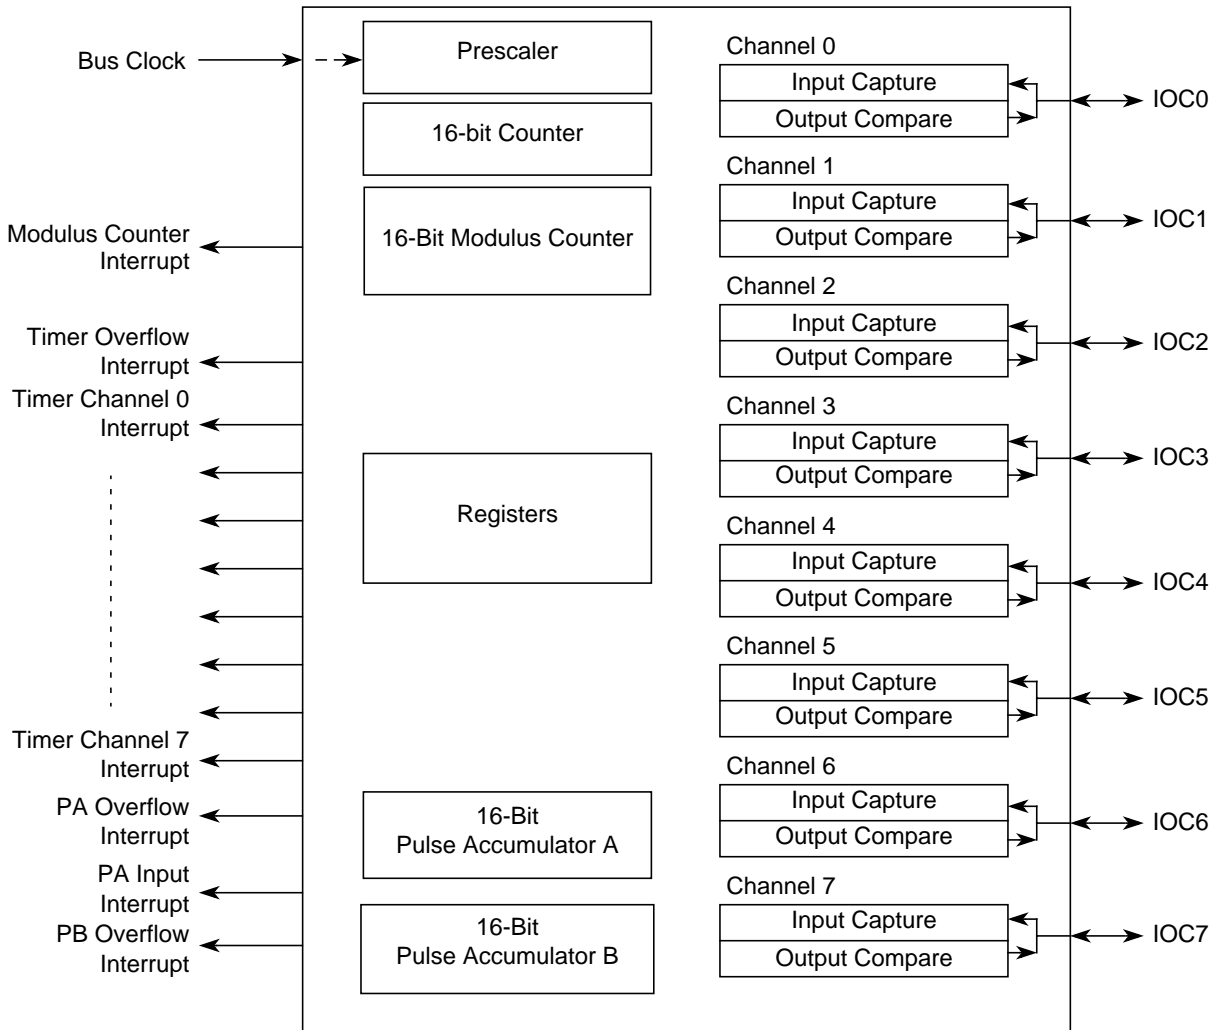 Bus Clock
Modulus Counter
Interrupt
Timer Overflow
Interrupt
Timer Channel 0
Interrupt
Timer Channel 7
Interrupt
PA Overflow
Interrupt
PA Input
Interrupt
PB Overflow
Interrupt
Prescaler
16-bit Counter
16-Bit Modulus Counter
Registers
16-Bit
Pulse Accumulator A
16-Bit
Pulse Accumulator B
Channel 0
Input Capture
Output Compare
IOC0
Channel 1
Input Capture
Output Compare
IOC1
Channel 2
Input Capture
Output Compare
IOC2
Channel 3
Input Capture
Output Compare
IOC3
Channel 4
Input Capture
Output Compare
IOC4
Channel 5
Input Capture
Output Compare
IOC5
Channel 6
Input Capture
Output Compare
IOC6
Channel 7
Input Capture
Output Compare
IOC7